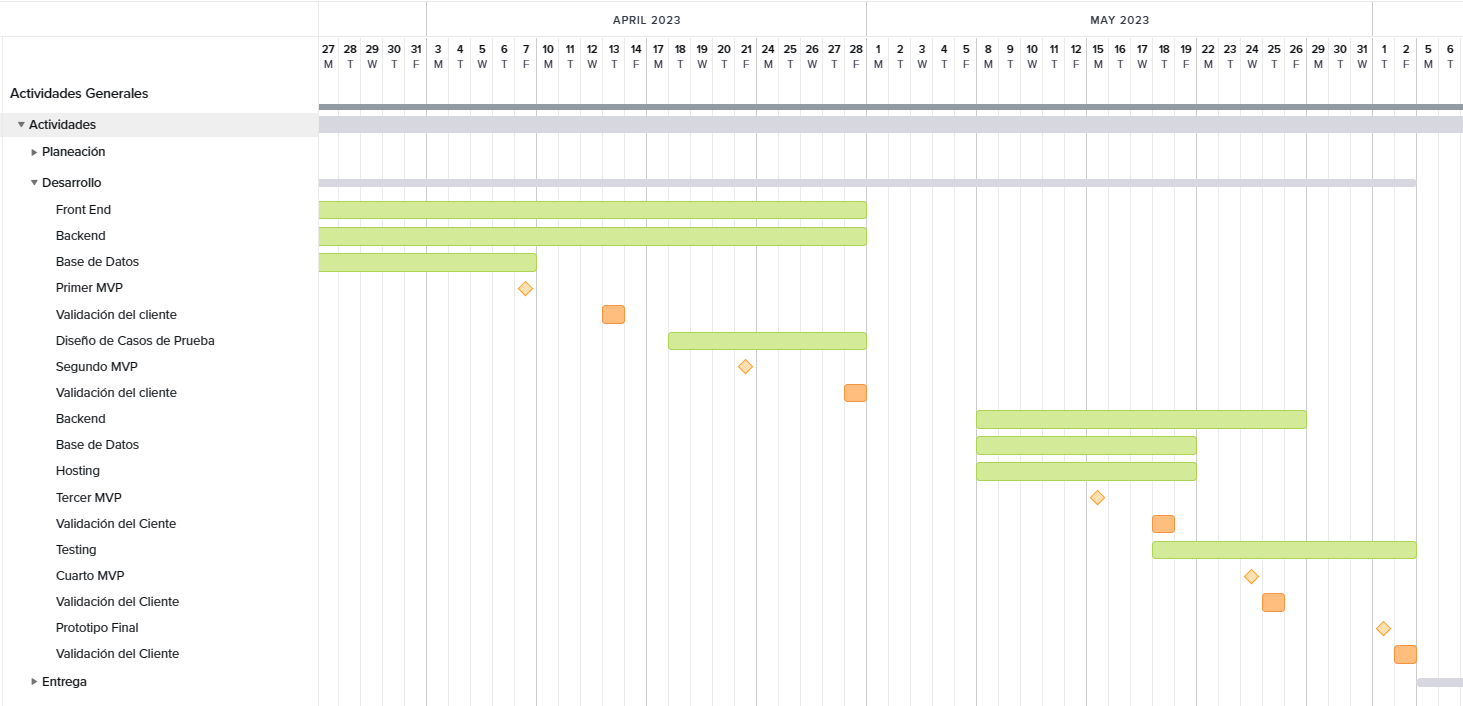 APRIL 2023 MAY 2023
27 28 29 30 31 3 4 5 6 7 10 11 12 13 14 17 18 19 20 21 24 25 26 27 28 1 2 3 4 5 8 9 10 11 12 15 16 17 18 19 22 23 24 25 26 29 30 31 1 2 5 6
M T W T F M T W T F M T W T F M T W T F M T W T F M T W T F M T W T F M T W T F M T W T F M T W T F M T
Actividades Generales
Actividades
Planeación
Desarrollo
Front End
Backend
Base de Datos
Primer MVP
Validación del cliente
Diseño de Casos de Prueba
Segundo MVP
Validación del cliente
Backend
Base de Datos
Hosting
Tercer MVP
Validación del Ciente
Testing
Cuarto MVP
Validación del Cliente
Prototipo Final
Validación del Cliente
Entrega